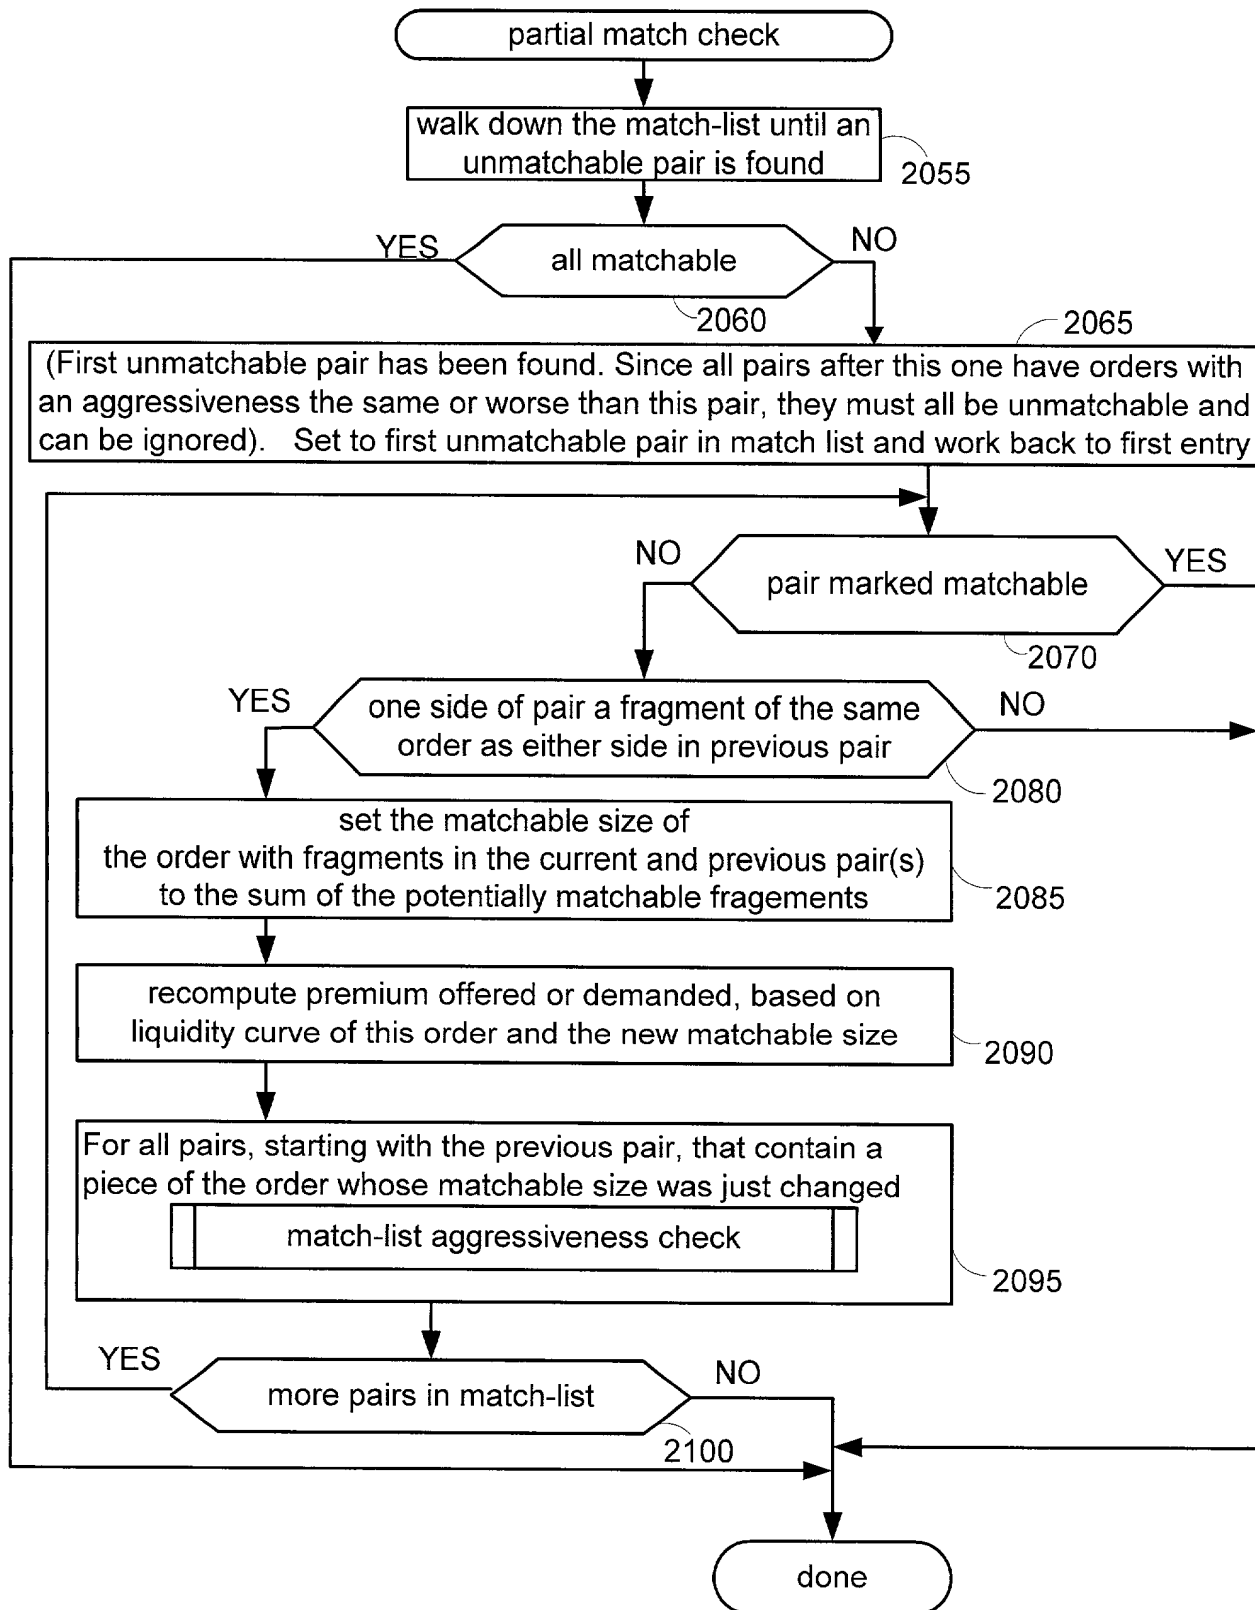 partial match check
walk down the match-list until an
unmatchable pair is found
2055
YES
NO
all matchable
2060
2065
(First unmatchable pair has been found. Since all pairs after this one have orders with
an aggressiveness the same or worse than this pair, they must all be unmatchable and
can be ignored). Set to first unmatchable pair in match list and work back to first entry
NO
YES
pair marked matchable
2070
YES
NO
one side of pair a fragment of the same
order as either side in previous pair
2080
set the matchable size of
the order with fragments in the current and previous pair(s)
to the sum of the potentially matchable fragements
2085
recompute premium offered or demanded, based on
liquidity curve of this order and the new matchable size
2090
For all pairs, starting with the previous pair, that contain a
piece of the order whose matchable size was just changed
match-list aggressiveness check
2095
YES
NO
more pairs in match-list
2100
done